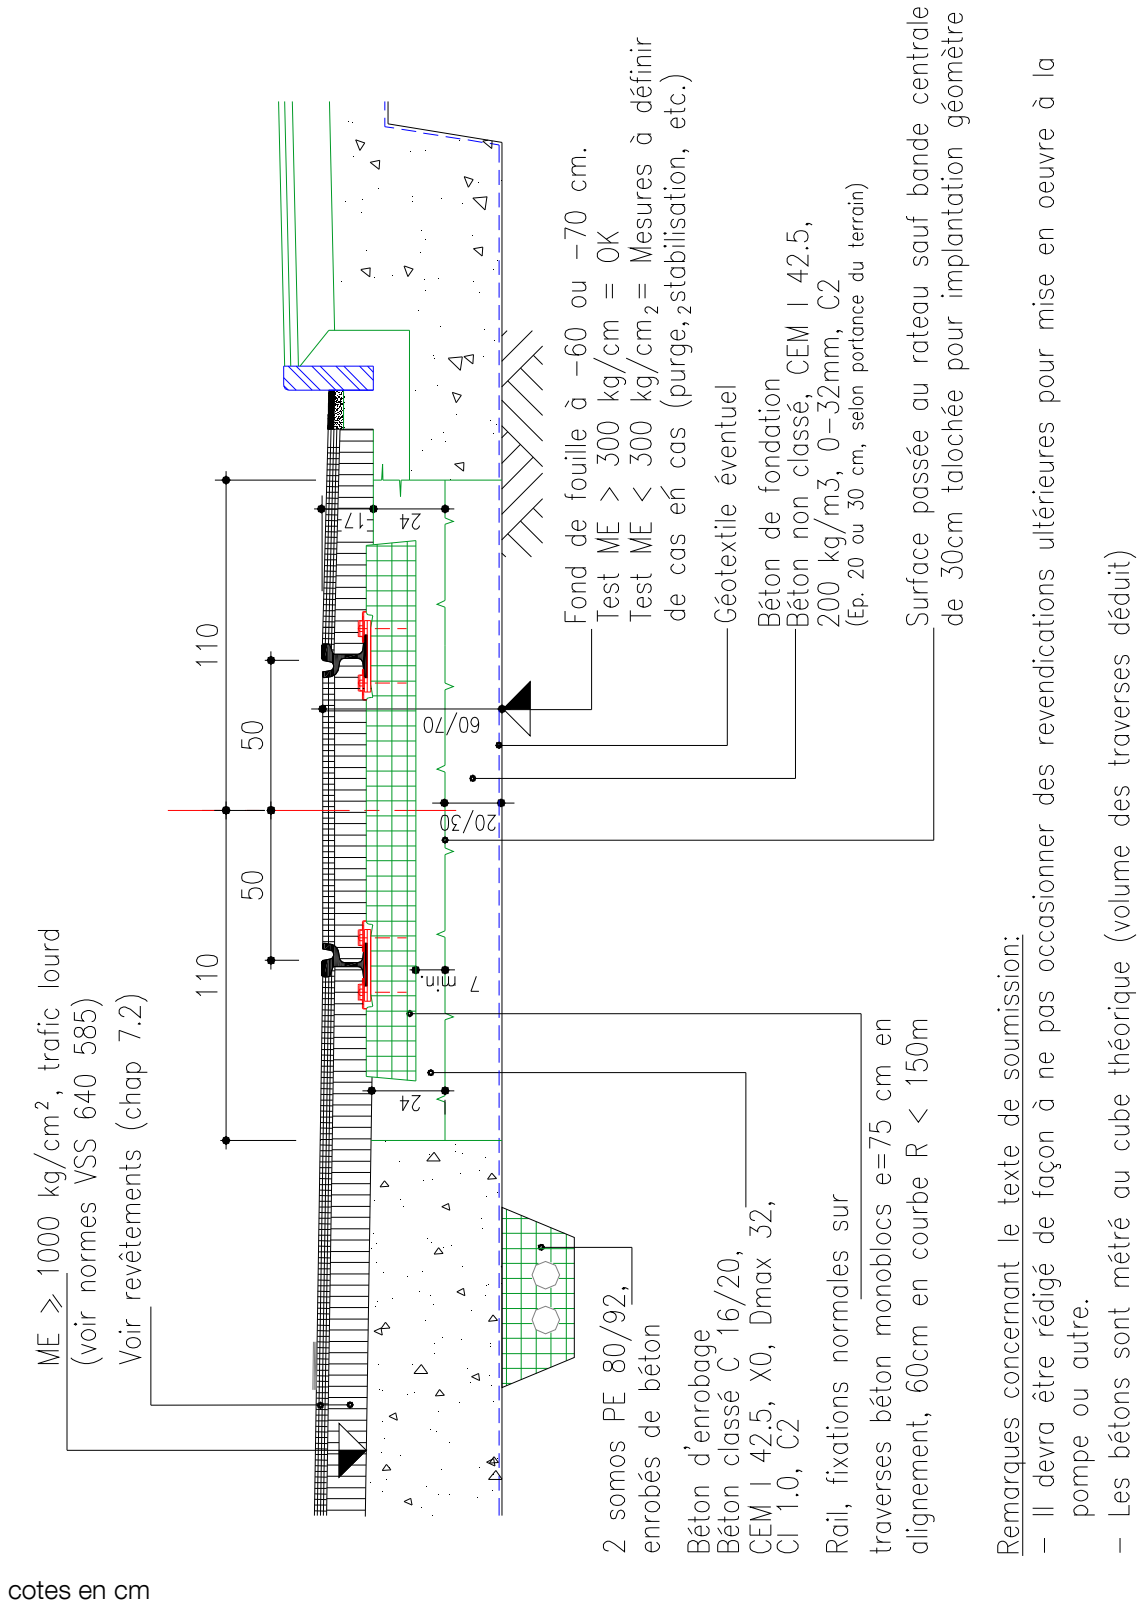 ME ⩾ 1000 kg/cm², trafic lourd
(voir normes VSS 640 585)
Voir revêtements (chap 7.2)
110
110
50
50
17
24
24
60/70
20/30
7
min.
2 somos PE 80/92,
enrobés de béton
Béton d'enrobage
Béton classé C 16/20,
CEM I 42.5, X0, Dmax 32,
Cl 1.0, C2
Rail, fixations normales sur
traverses béton monoblocs e=75 cm en
alignement, 60cm en courbe R < 150m
Fond de fouille à -60 ou -70 cm.
Test ME > 300 kg/cm = OK
Test ME < 300 kg/cm2 = Mesures à définir
de cas en cas (purge,2 stabilisation, etc.)
Géotextile éventuel
Béton de fondation
Béton non classé, CEM I 42.5,
200 kg/m3, 0-32mm, C2
(Ep. 20 ou 30 cm, selon portance du terrain)
Surface passée au rateau sauf bande centrale
de 30cm talochée pour implantation géomètre
Remarques concernant le texte de soumission:
- Il devra être rédigé de façon à ne pas occasionner des revendications ultérieures pour mise en oeuvre à la
pompe ou autre.
- Les bétons sont métré au cube théorique (volume des traverses déduit)
cotes en cm